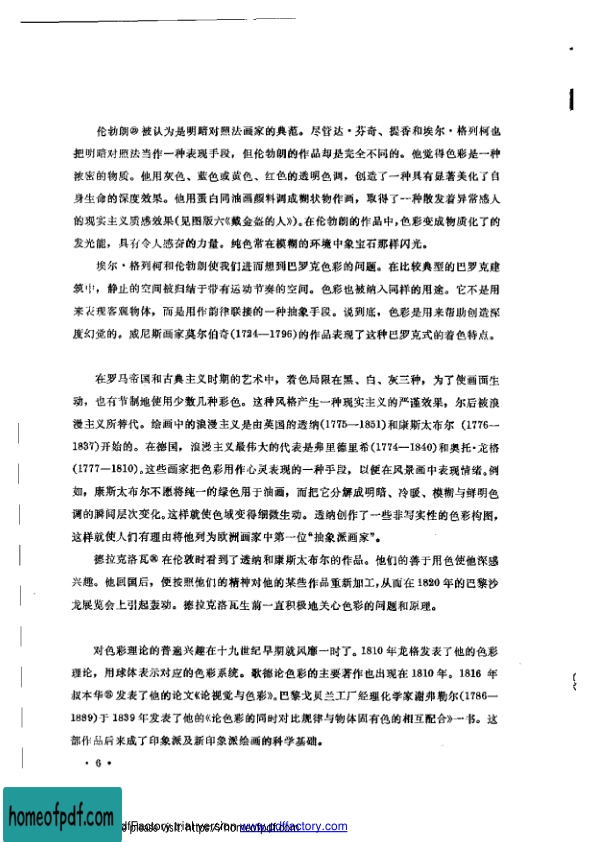 伦勃朗⑳被认为是明暗对照法画家的典范。尽管达·芬奇、提香和埃尔·格列柯也
把明暗对照法当作一种表现手段，但伦勃朗的作品却是完全不同的。他觉得色彩是一种
浓密的物质。他用灰色、蓝色或黄色、红色的透明色调，创造了一种具有显著美化了自
身生命的深度效果。他用蛋白同油画颜料调成糊状物作画，取得了一种散发着异常感人
的现实主义质感效果(见图版六《戴金盔的人》)。在伦勃朗的作品中，色彩变成物质化了的
发光能，具有令人感奋的力量。纯色常在模糊的环境中象宝石那样闪光。
埃尔·格列柯和伦勃朗使我们进而想到巴罗克色彩的问题。在比较典型的巴罗克建
筑中，静止的空间被归结于带有运动节奏的空间。色彩也被纳入同样的用途。它不是用
来表现客观物体，而是用作韵律联接的一种抽象手段。说到底，色彩是用来帮助创造深
度幻觉的。威尼斯画家莫尔伯奇(1724—1796)的作品表现了这种巴罗克式的着色特点。
在罗马帝国和古典主义时期的艺术中，着色局限在黑、白、灰三种，为了使画面生
动，也有节制地使用少数几种彩色。这种风格产生一种现实主义的严谨效果，尔后被浪
漫主义所替代。绘画中的浪漫主义是由英国的透纳(1775—1851)和康斯太布尔 (1776—
1837)开始的。在德国，浪漫主义最伟大的代表是弗里德里希(1774—1840)和奥托·龙格
(1777—1810)。这些画家把色彩用作心灵表现的一种手段，以便在风景画中表现情绪。例
如，康斯太布尔不愿将纯一的绿色用于油画，而把它分解成明暗、冷暖、模糊与鲜明色
调的瞬间层次变化。这样就使色域变得细微生动。透纳创作了一些非写实性的色彩构图，
这样就使人们有理由将他列为欧洲画家中第一位“抽象派画家”。
德拉克洛瓦 在伦敦时看到了透纳和康斯太布尔的作品。他们的善于用色使他深感
兴趣。他回国后，便按照他们的精神对他的某些作品重新加工，从而在1820年的巴黎沙
龙展览会上引起轰动。德拉克洛瓦生前一直积极地关心色彩的问题和原理。
对色彩理论的普遍兴趣在十九世纪早期就风靡一时了。1810年龙格发表了他的色彩
理论，用球体表示对应的色彩系统。歌德论色彩的主要著作也出现在1810年。1816 年
叔本华 发表了他的论文《论视觉与色彩》。巴黎戈贝兰工厂经理化学家谢弗勒尔(1786—
1889)于1839年发表了他的《论色彩的同时对比规律与物体固有色的相互配合》一书。这
部作品后来成了印象派及新印象派绘画的科学基础。
·6·
homeofpdf.com
pdfFactory trial version www.pdffactory.com
please visit: https://homeofpdf.com